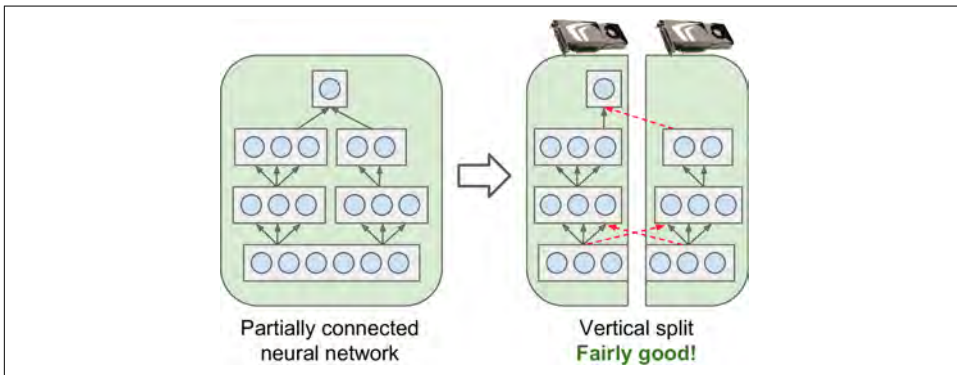 Partially connected
neural network
Vertical split
Fairly good!